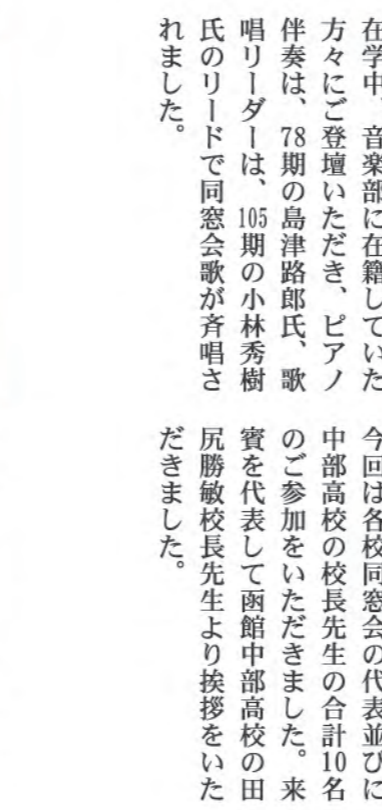 在学中、音楽部に在籍していた
方々にご登壇いただき、ピアノ
伴奏は、78期の島津路郎氏、歌
唱リーダーは、105期の小林秀樹
氏のリードで同窓会歌が斉唱さ
れました。
今回は各校同窓会の代表並びに
中部高校の校長先生の合計10名
のご参加をいただきました。来
賓を代表して函館中部高校の田
尻勝敏校長先生より挨拶をいた
だきました。